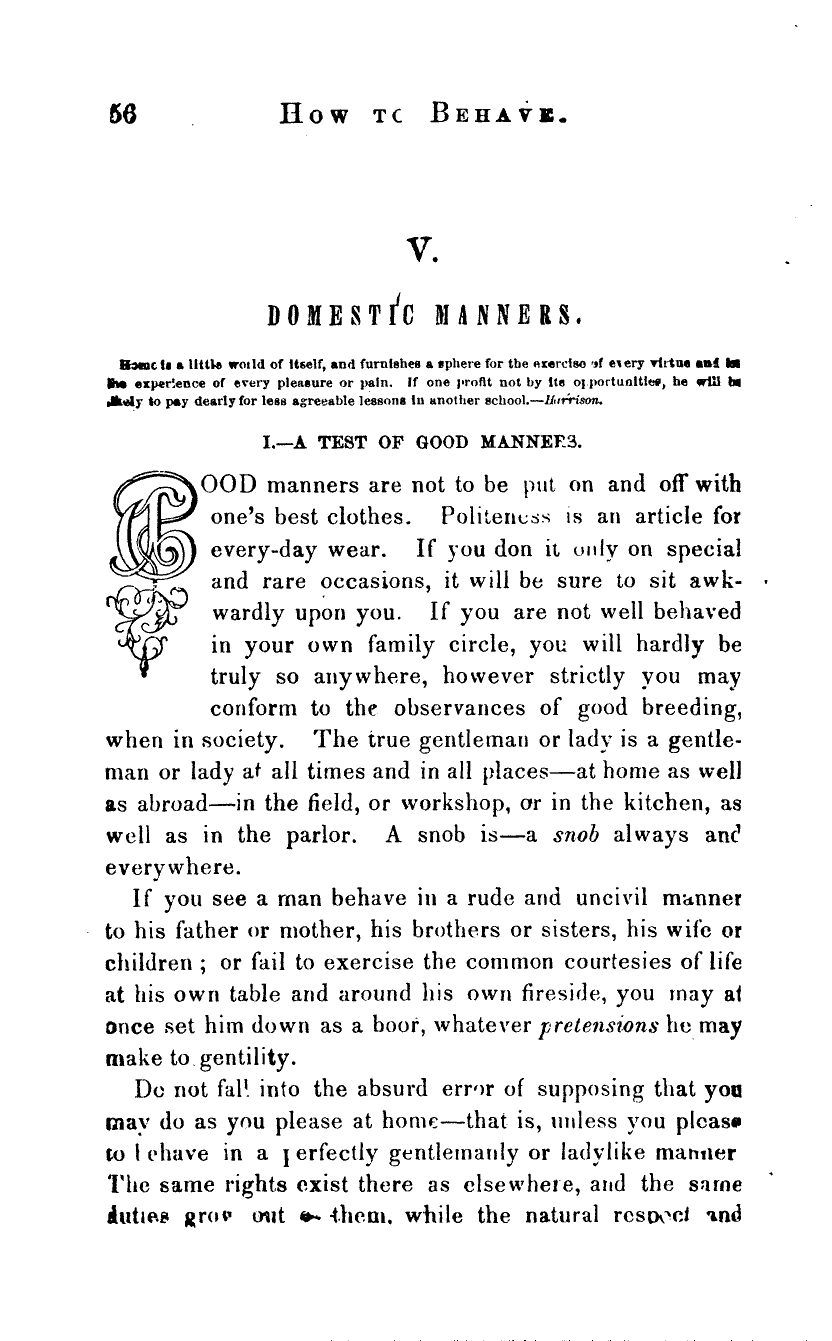 56 HOW TO BEHAVE.
V.
DOMESTIC MANNERS.
Home is a little world of itself, and furnishes a sphere for the exercise of every virtue and for
the experience of every pleasure or pain. If one profit not by its opportunities, he will be
likely to pay dearly for less agreeable lessons in another school.—Harrison.
I.—A TEST OF GOOD MANNERS.
GOOD manners are not to be put on and off with
one's best clothes. Politeness is an article for
every-day wear. If you don it only on special
and rare occasions, it will be sure to sit awk-
wardly upon you. If you are not well behaved
in your own family circle, you will hardly be
truly so anywhere, however strictly you may
conform to the observances of good breeding,
when in society. The true gentleman or lady is a gentle-
man or lady at all times and in all places—at home as well
as abroad—in the field, or workshop, or in the kitchen, as
well as in the parlor. A snob is—a snob always and
everywhere.
If you see a man behave in a rude and uncivil manner
to his father or mother, his brothers or sisters, his wife or
children ; or fail to exercise the common courtesies of life
at his own table and around his own fireside, you may at
once set him down as a boor, whatever pretensions he may
make to gentility.
Do not fall into the absurd error of supposing that you
may do as you please at home—that is, unless you please
to behave in a perfectly gentlemanly or ladylike manner
The same rights exist there as elsewhere, and the same
duties grow out of them, while the natural respect and